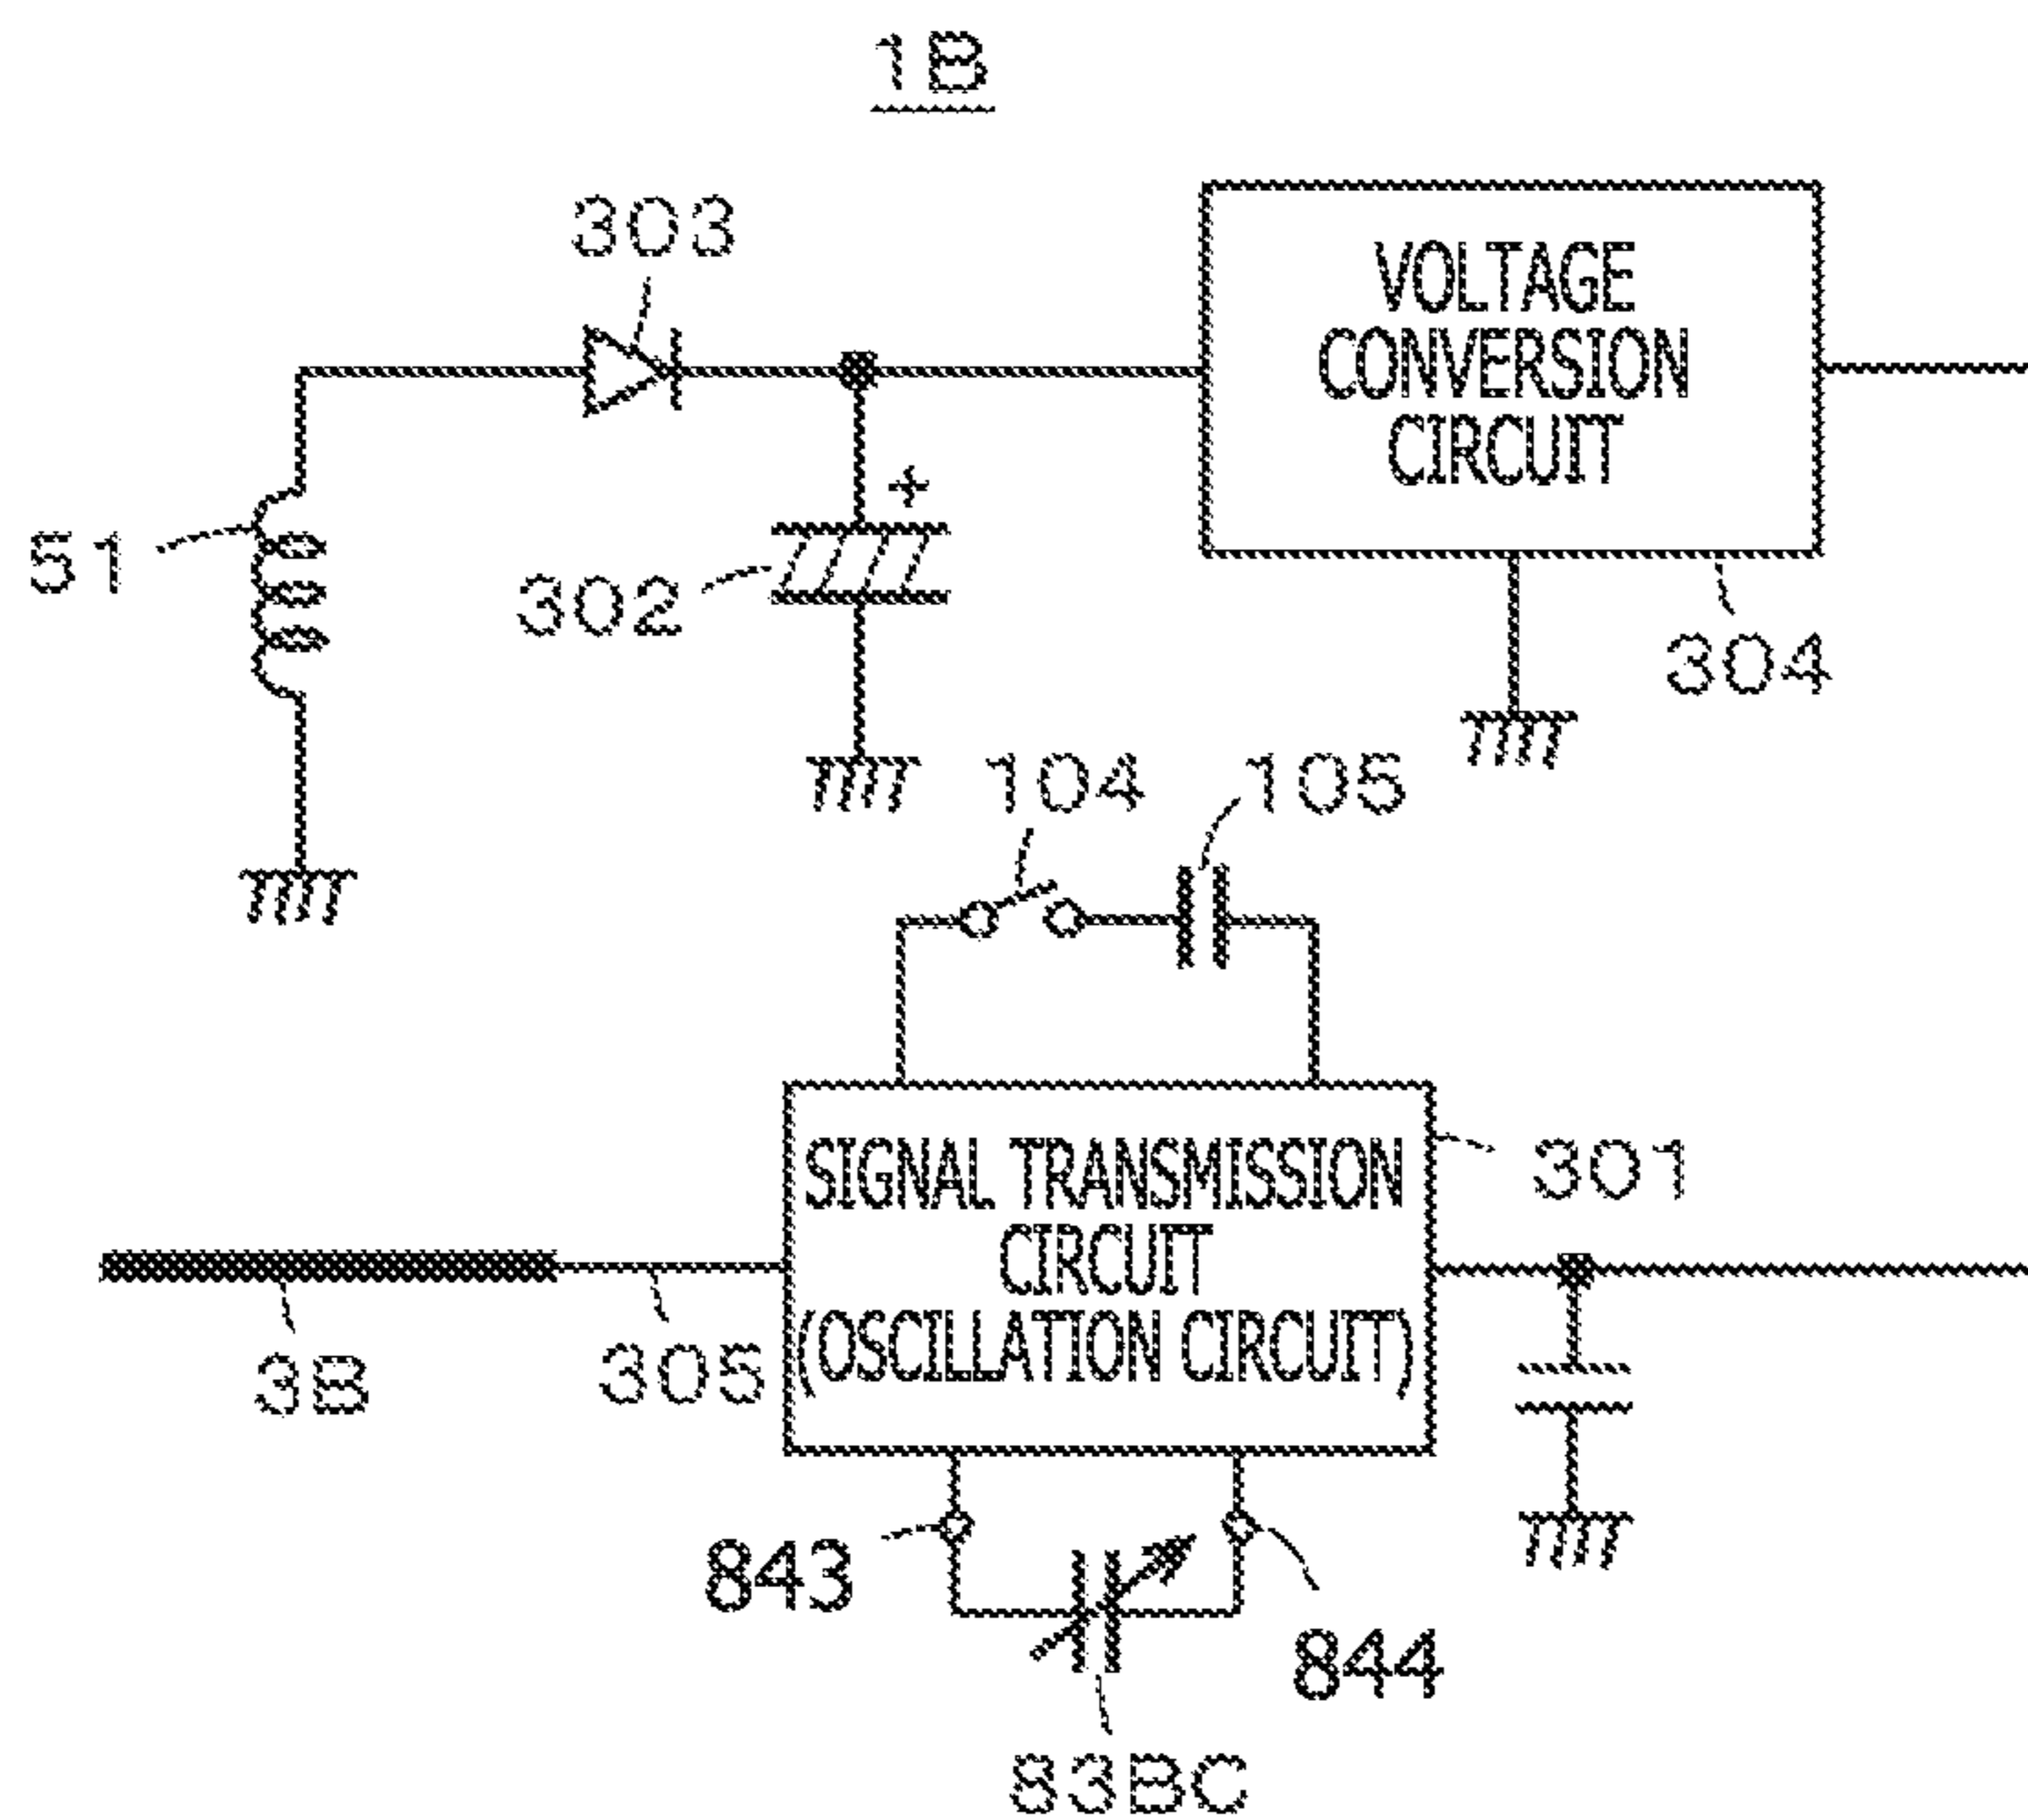 1B
303
VOLTAGE
CONVERSION
CIRCUIT
51
+
302
304
104
105
SIGNAL TRANSMISSION
CIRCUIT
(OSCILLATION CIRCUIT)
301
3B
305
843
844
83BC